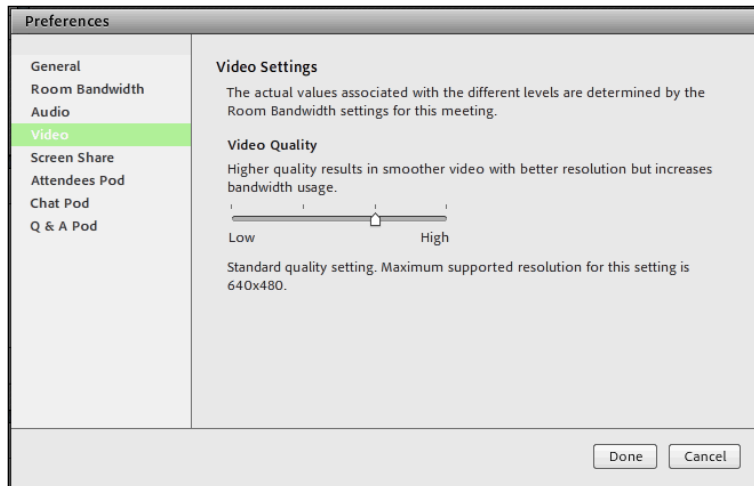 Preferences
General
Room Bandwidth
Audio
Video
Screen Share
Attendees Pod
Chat Pod
Q & A Pod
Video Settings
The actual values associated with the different levels are determined by the
Room Bandwidth settings for this meeting.
Video Quality
Higher quality results in smoother video with better resolution but increases
bandwidth usage.
Low High
Standard quality setting. Maximum supported resolution for this setting is
640x480.
Done Cancel